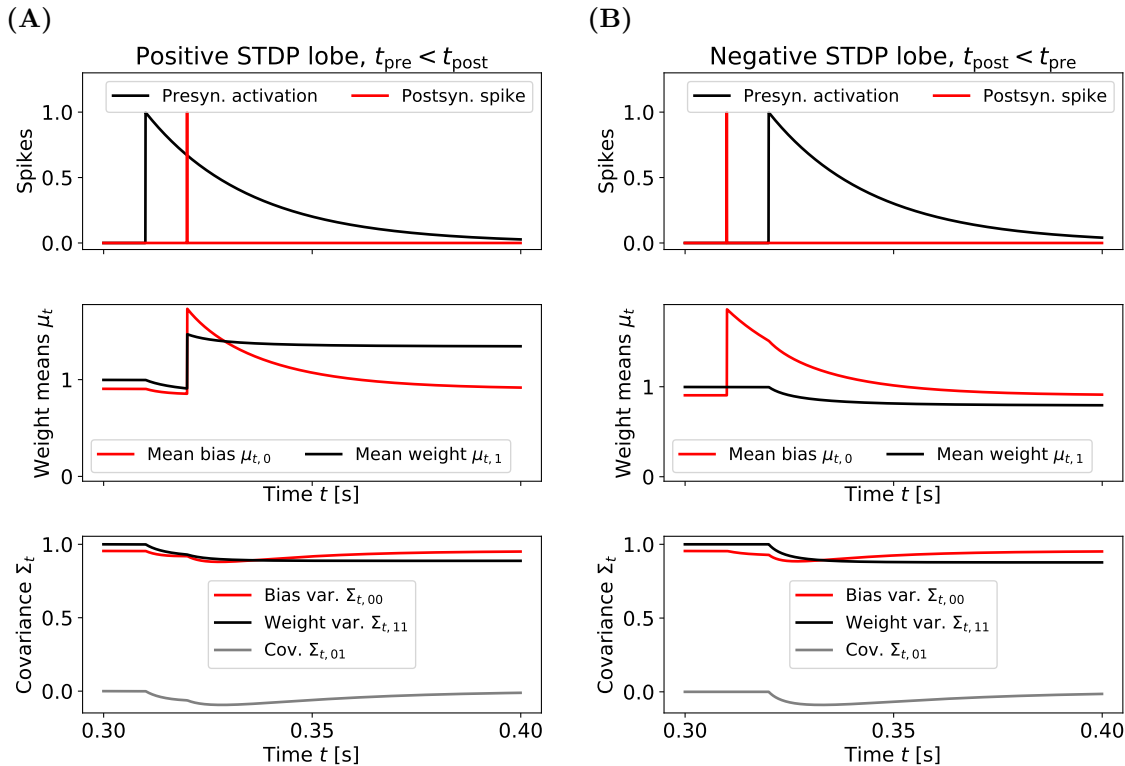 (A)
Positive STDP lobe, t_pre < t_post
Presyn. activation
Postsyn. spike
Spikes
1.0
0.5
0.0
Weight means μ_t
1
0
Mean bias μ_{t,0}
Mean weight μ_{t,1}
Time t [s]
Covariance Σ_t
1.0
0.5
0.0
Bias var. Σ_{t,00}
Weight var. Σ_{t,11}
Cov. Σ_{t,01}
0.30
0.35
0.40
Time t [s]
(B)
Negative STDP lobe, t_post < t_pre
Presyn. activation
Postsyn. spike
Spikes
1.0
0.5
0.0
Weight means μ_t
1
0
Mean bias μ_{t,0}
Mean weight μ_{t,1}
Time t [s]
Covariance Σ_t
1.0
0.5
0.0
Bias var. Σ_{t,00}
Weight var. Σ_{t,11}
Cov. Σ_{t,01}
0.30
0.35
0.40
Time t [s]